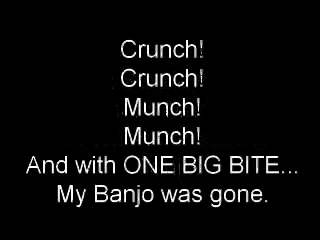 Crunch!
Crunch!
Munch!
Munch!
And with ONE BIG BITE...
My Banjo was gone.